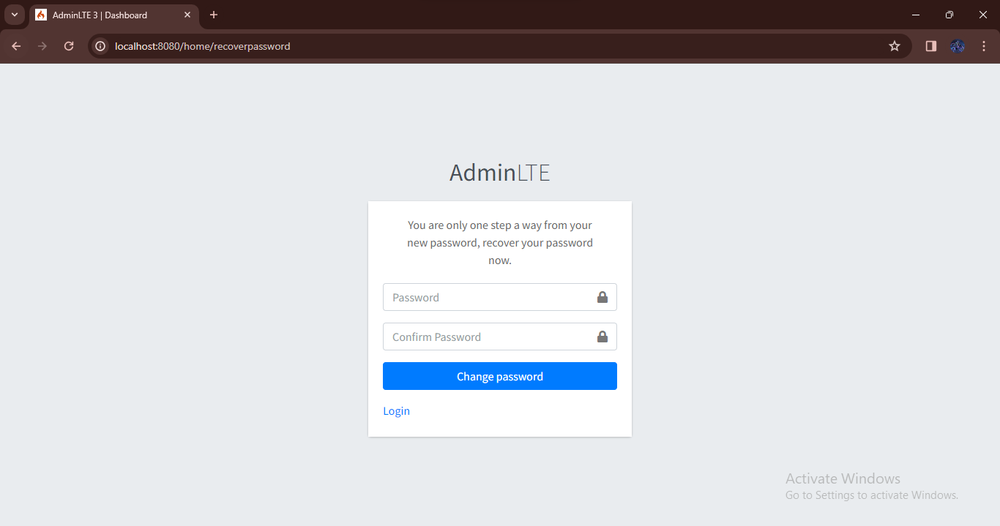 AdminLTE 3 | Dashboard
localhost:8080/home/recoverpassword
AdminLTE
You are only one step a way from your
new password, recover your password
now.
Password
Confirm Password
Change password
Login
Activate Windows
Go to Settings to activate Windows.